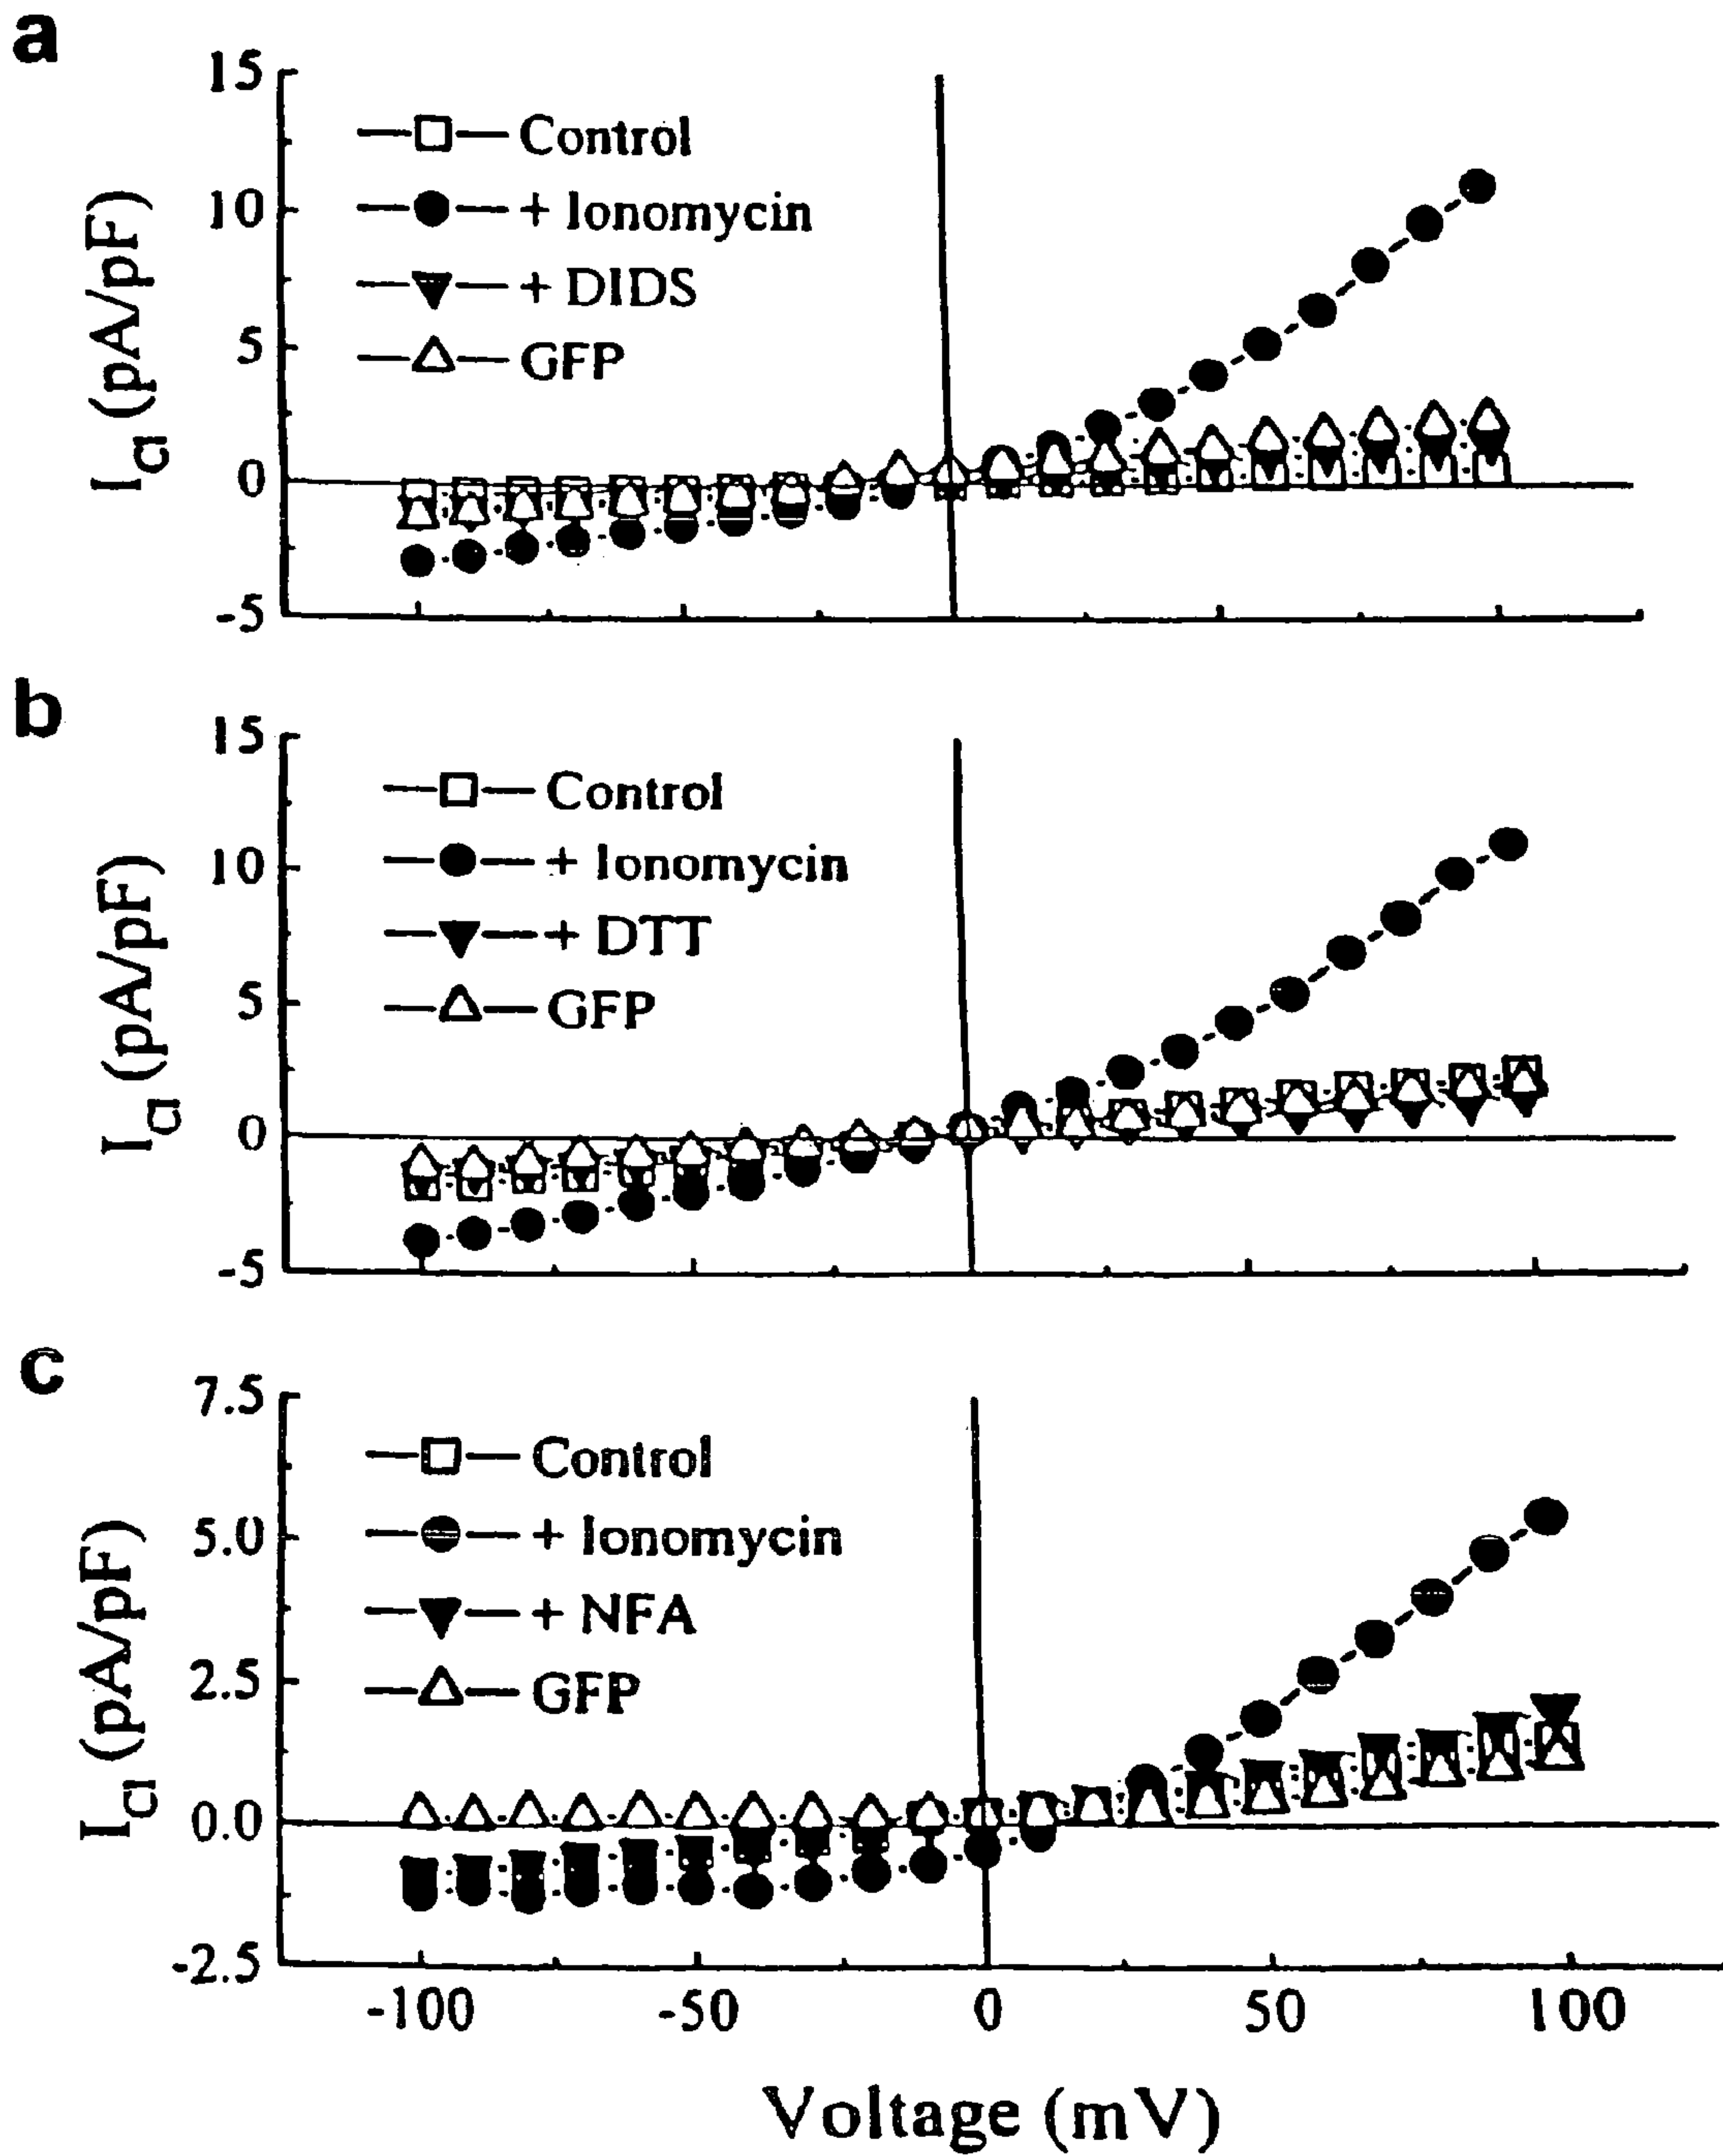 a
15
10
5
0
-5
I_Cl (pA/pF)
Control
+ Ionomycin
+ DIDS
GFP
b
15
10
5
0
-5
I_Cl (pA/pF)
Control
+ Ionomycin
+ DTT
GFP
c
7.5
5.0
2.5
0.0
-2.5
I_Cl (pA/pF)
Control
+ Ionomycin
+ NFA
GFP
-100 -50 0 50 100
Voltage (mV)